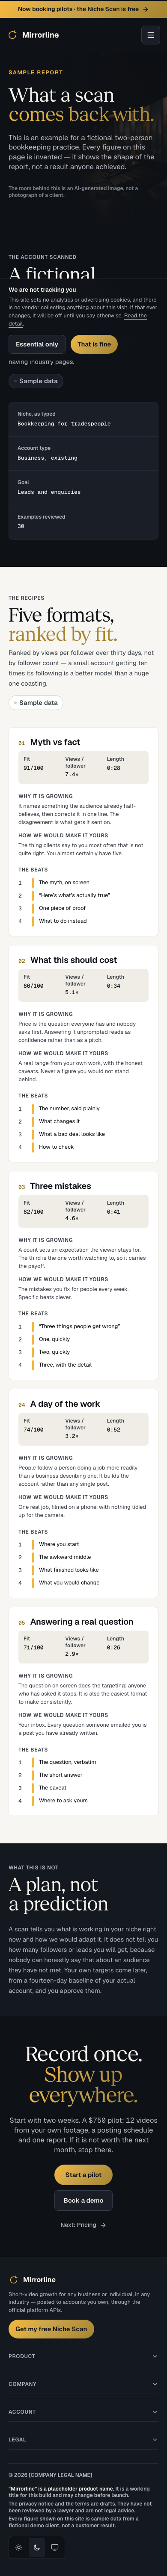 Now booking pilots · the Niche Scan is free →
Mirrorline
SAMPLE REPORT
What a scan
comes back with.
This is an example for a fictional two-person
bookkeeping practice. Every figure on this
page is invented — it shows the shape of the
report, not a result anyone achieved.
The room behind this is an AI-generated image, not a
photograph of a client.
THE ACCOUNT SCANNED
A fictional
We are not tracking you
This site sets no analytics or advertising cookies, and there is no vendor collecting anything about this visit. If that ever changes, it will be off until you say otherwise. Read the detail.
Essential only
That is fine
naving industry pages.
Sample data
Niche, as typed
Bookkeeping for tradespeople
Account type
Business, existing
Goal
Leads and enquiries
Examples reviewed
30
THE RECIPES
Five formats,
ranked by fit.
Ranked by views per follower over thirty days, not
by follower count — a small account getting ten
times its following is a better model than a huge
one coasting.
Sample data
01 Myth vs fact
Fit
91/100
Views / follower
7.4×
Length
0:28
WHY IT IS GROWING
It names something the audience already half-
believes, then corrects it in one line. The
disagreement is what gets it sent on.
HOW WE WOULD MAKE IT YOURS
The thing clients say to you most often that is not
quite right. You almost certainly have five.
THE BEATS
1 The myth, on screen
2 "Here's what's actually true"
3 One piece of proof
4 What to do instead
02 What this should cost
Fit
86/100
Views / follower
5.1×
Length
0:34
WHY IT IS GROWING
Price is the question everyone has and nobody
asks first. Answering it unprompted reads as
confidence rather than as a pitch.
HOW WE WOULD MAKE IT YOURS
A real range from your own work, with the honest
caveats. Never a figure you would not stand
behind.
THE BEATS
1 The number, said plainly
2 What changes it
3 What a bad deal looks like
4 How to check
03 Three mistakes
Fit
82/100
Views / follower
4.6×
Length
0:41
WHY IT IS GROWING
A count sets an expectation the viewer stays for.
The third is the one worth watching to, so it carries
the payoff.
HOW WE WOULD MAKE IT YOURS
The mistakes you fix for people every week.
Specific beats clever.
THE BEATS
1 "Three things people get wrong"
2 One, quickly
3 Two, quickly
4 Three, with the detail
04 A day of the work
Fit
74/100
Views / follower
3.2×
Length
0:52
WHY IT IS GROWING
People follow a person doing a job more readily
than a business describing one. It builds the
account rather than any single post.
HOW WE WOULD MAKE IT YOURS
One real job, filmed on a phone, with nothing tidied
up for the camera.
THE BEATS
1 Where you start
2 The awkward middle
3 What finished looks like
4 What you would change
05 Answering a real question
Fit
71/100
Views / follower
2.9×
Length
0:26
WHY IT IS GROWING
The question on screen does the targeting: anyone
who has asked it stops. It is also the easiest format
to make consistently.
HOW WE WOULD MAKE IT YOURS
Your inbox. Every question someone emailed you is
a post you have already written.
THE BEATS
1 The question, verbatim
2 The short answer
3 The caveat
4 Where to ask yours
WHAT THIS IS NOT
A plan, not
a prediction
A scan tells you what is working in your niche right
now and how we would adapt it. It does not tell you
how many followers or leads you will get, because
nobody can honestly say that about an audience
they have not met. Your own targets come later,
from a fourteen-day baseline of your actual
account, and you approve them.
Record once.
Show up
everywhere.
Start with two weeks. A $750 pilot: 12 videos
from your own footage, a posting schedule
and one report. If it is not worth the next
month, stop there.
Start a pilot
Book a demo
Next: Pricing →
Mirrorline
Short-video growth for any business or individual, in any
industry — posted to accounts you own, through the
official platform APIs.
Get my free Niche Scan
PRODUCT
COMPANY
ACCOUNT
LEGAL
© 2026 [COMPANY LEGAL NAME]
"Mirrorline" is a placeholder product name. It is a working
title for this build and may change before launch.
The privacy notice and the terms are drafts. They have not
been reviewed by a lawyer and are not legal advice.
Every figure shown on this site is sample data from a
fictional demo client, not a customer result.